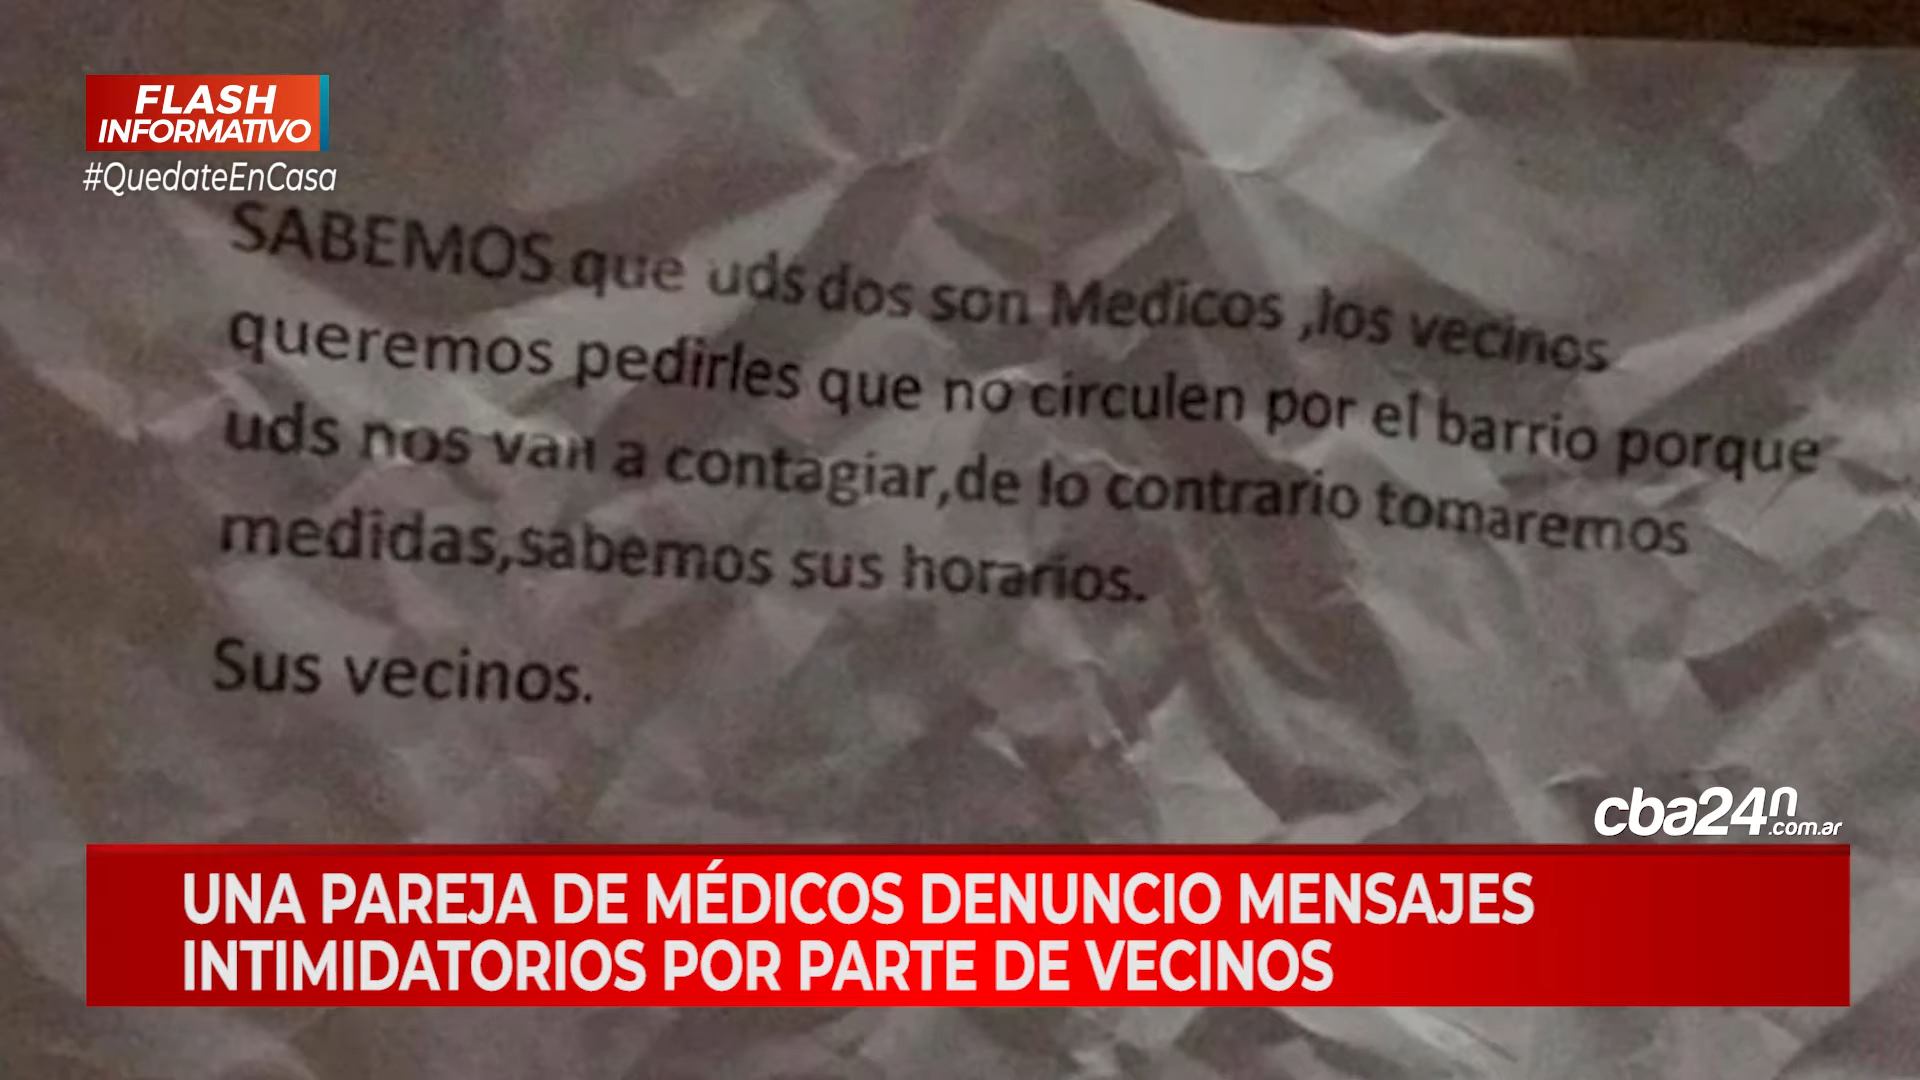 FLASH
INFORMATIVO
#QuedateEnCasa
SABEMOS que uds dos son Medicos ,los vecinos
queremos pedirles que no circulen por el barrio porque
uds nos van a contagiar,de lo contrario tomaremos
medidas,sabemos sus horarios.
Sus vecinos.
cba24n
.com.ar
UNA PAREJA DE MÉDICOS DENUNCIO MENSAJES
INTIMIDATORIOS POR PARTE DE VECINOS